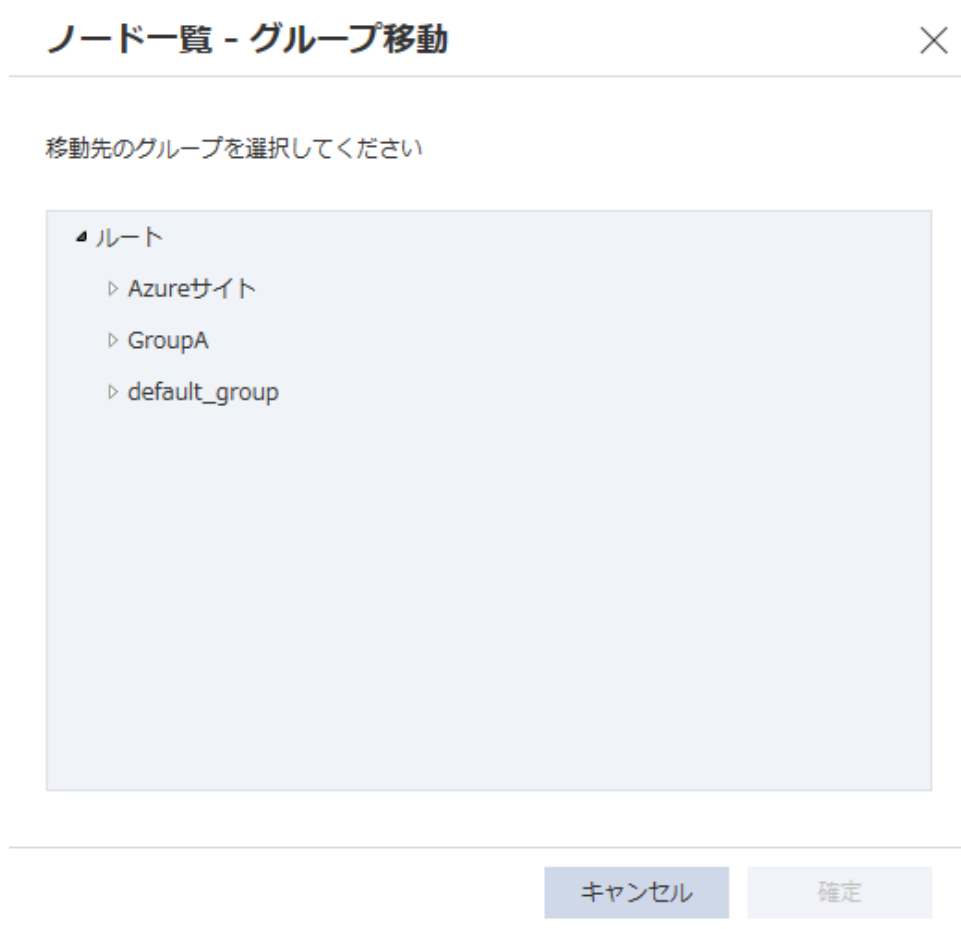 ノード一覧 - グループ移動
移動先のグループを選択してください
ルート
Azureサイト
GroupA
default_group
キャンセル
確定